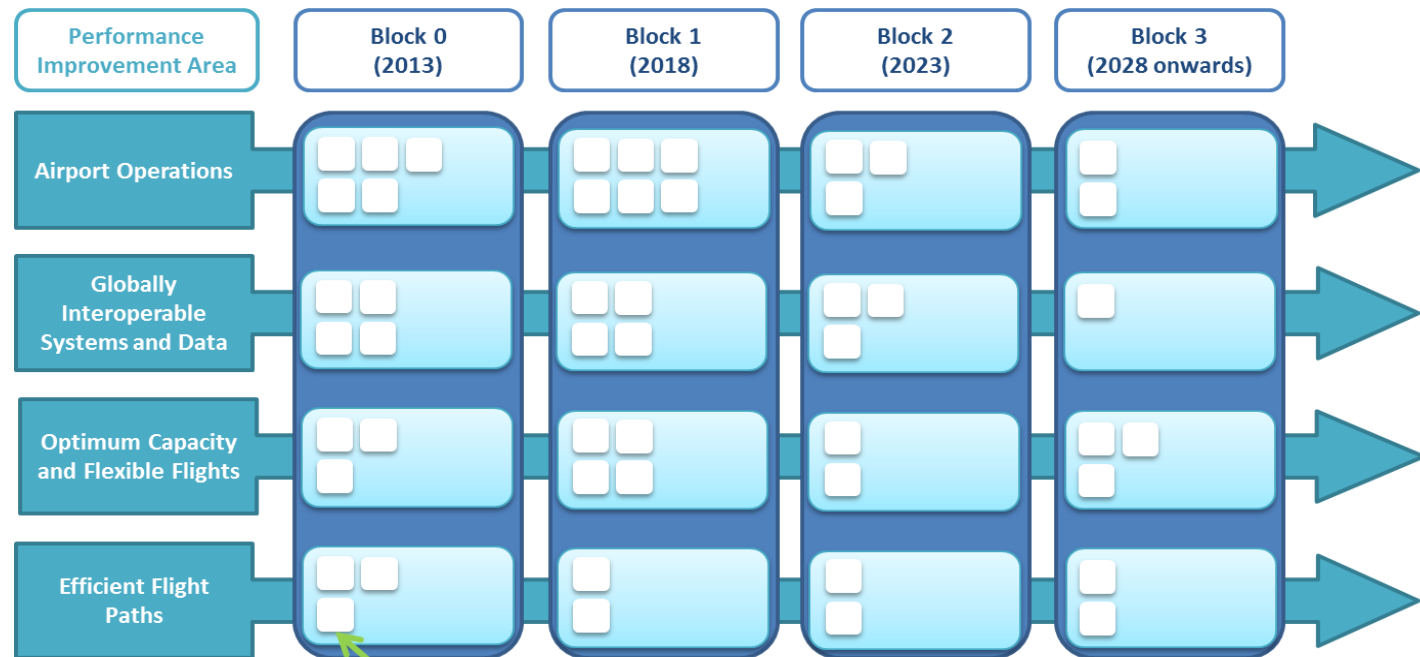 Performance
Improvement Area
Block 0
(2013)
Block 1
(2018)
Block 2
(2023)
Block 3
(2028 onwards)
Airport Operations
Globally
Interoperable
Systems and Data
Optimum Capacity
and Flexible Flights
Efficient Flight
Paths